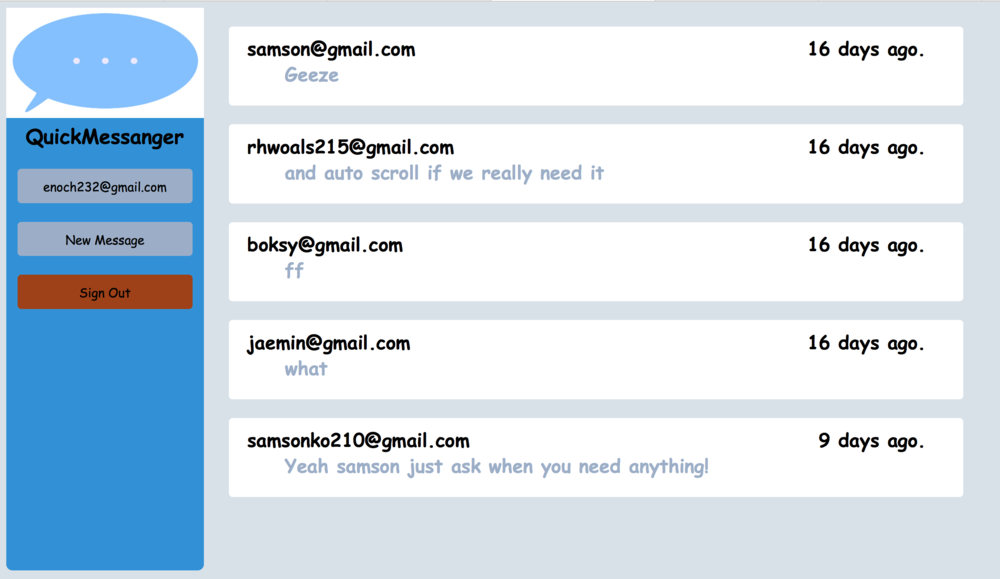 QuickMessanger
enoch232@gmail.com
New Message
Sign Out
samson@gmail.com 16 days ago.
Geeze
rhwoals215@gmail.com 16 days ago.
and auto scroll if we really need it
boksy@gmail.com 16 days ago.
ff
jaemin@gmail.com 16 days ago.
what
samsonko210@gmail.com 9 days ago.
Yeah samson just ask when you need anything!